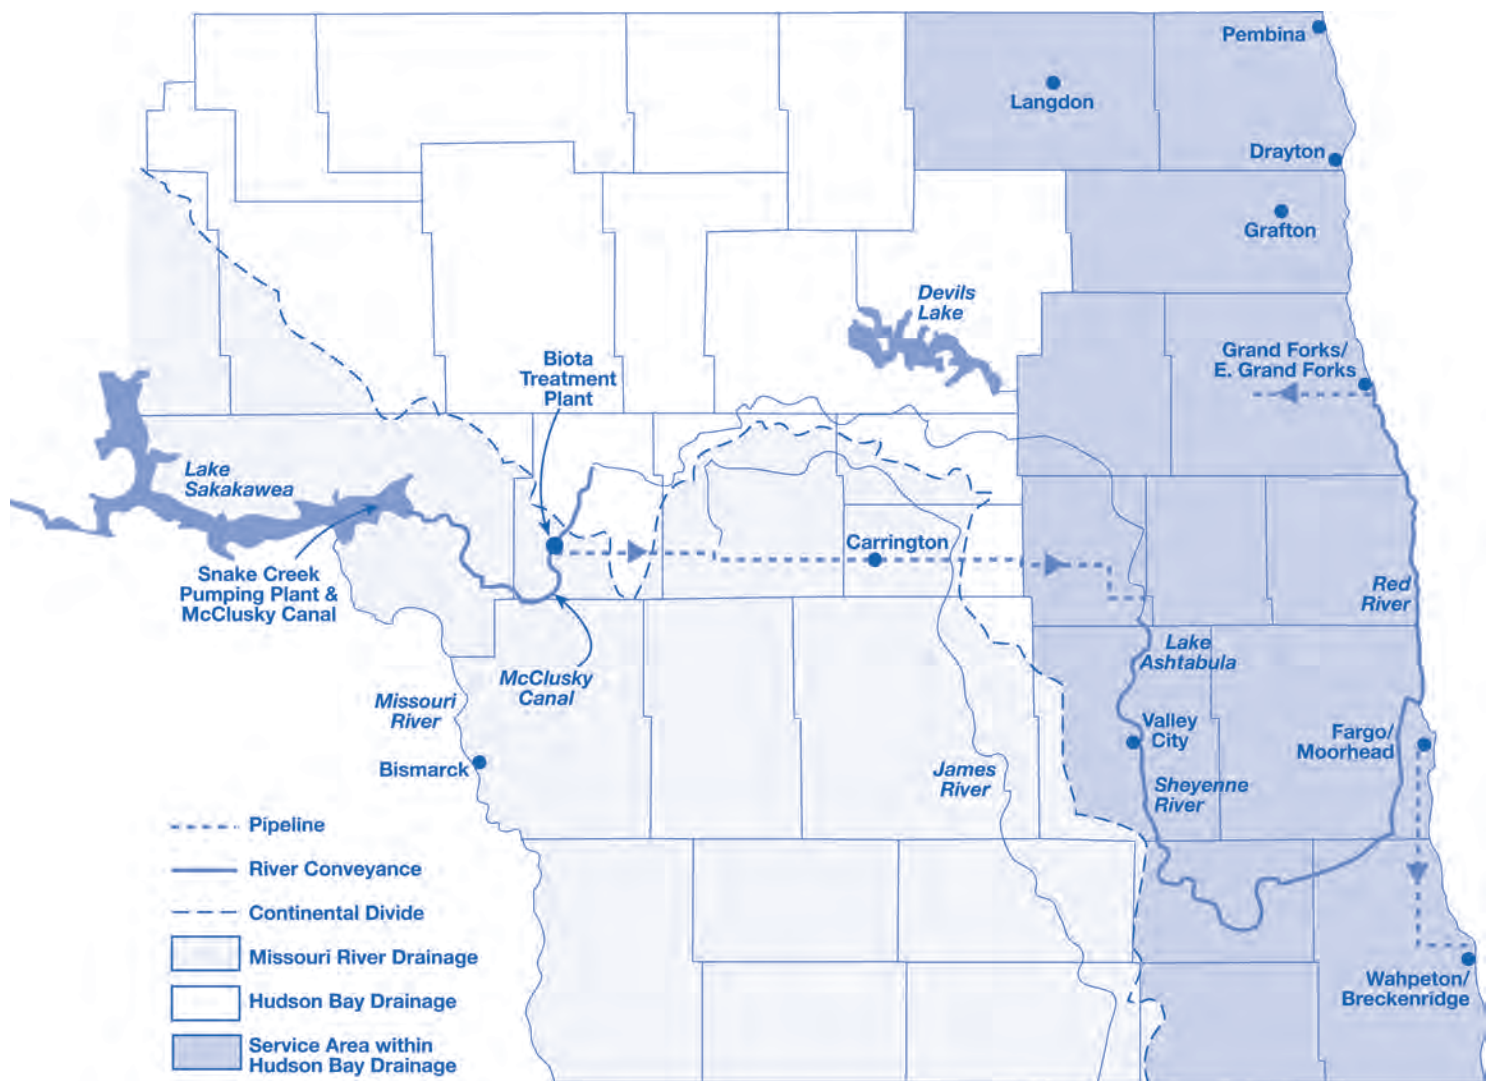 Pembina
Langdon
Drayton
Grafton
Devils
Lake
Grand Forks/
E. Grand Forks
Biota
Treatment
Plant
Lake
Sakakawea
Carrington
Snake Creek
Pumping Plant &
McClusky Canal
Red
River
McClusky
Canal
Lake
Ashtabula
Missouri
River
Valley
City
Fargo/
Moorhead
Bismarck
James
River
Sheyenne
River
Pipeline
River Conveyance
Continental Divide
Missouri River Drainage
Hudson Bay Drainage
Service Area within
Hudson Bay Drainage
Wahpeton/
Breckenridge